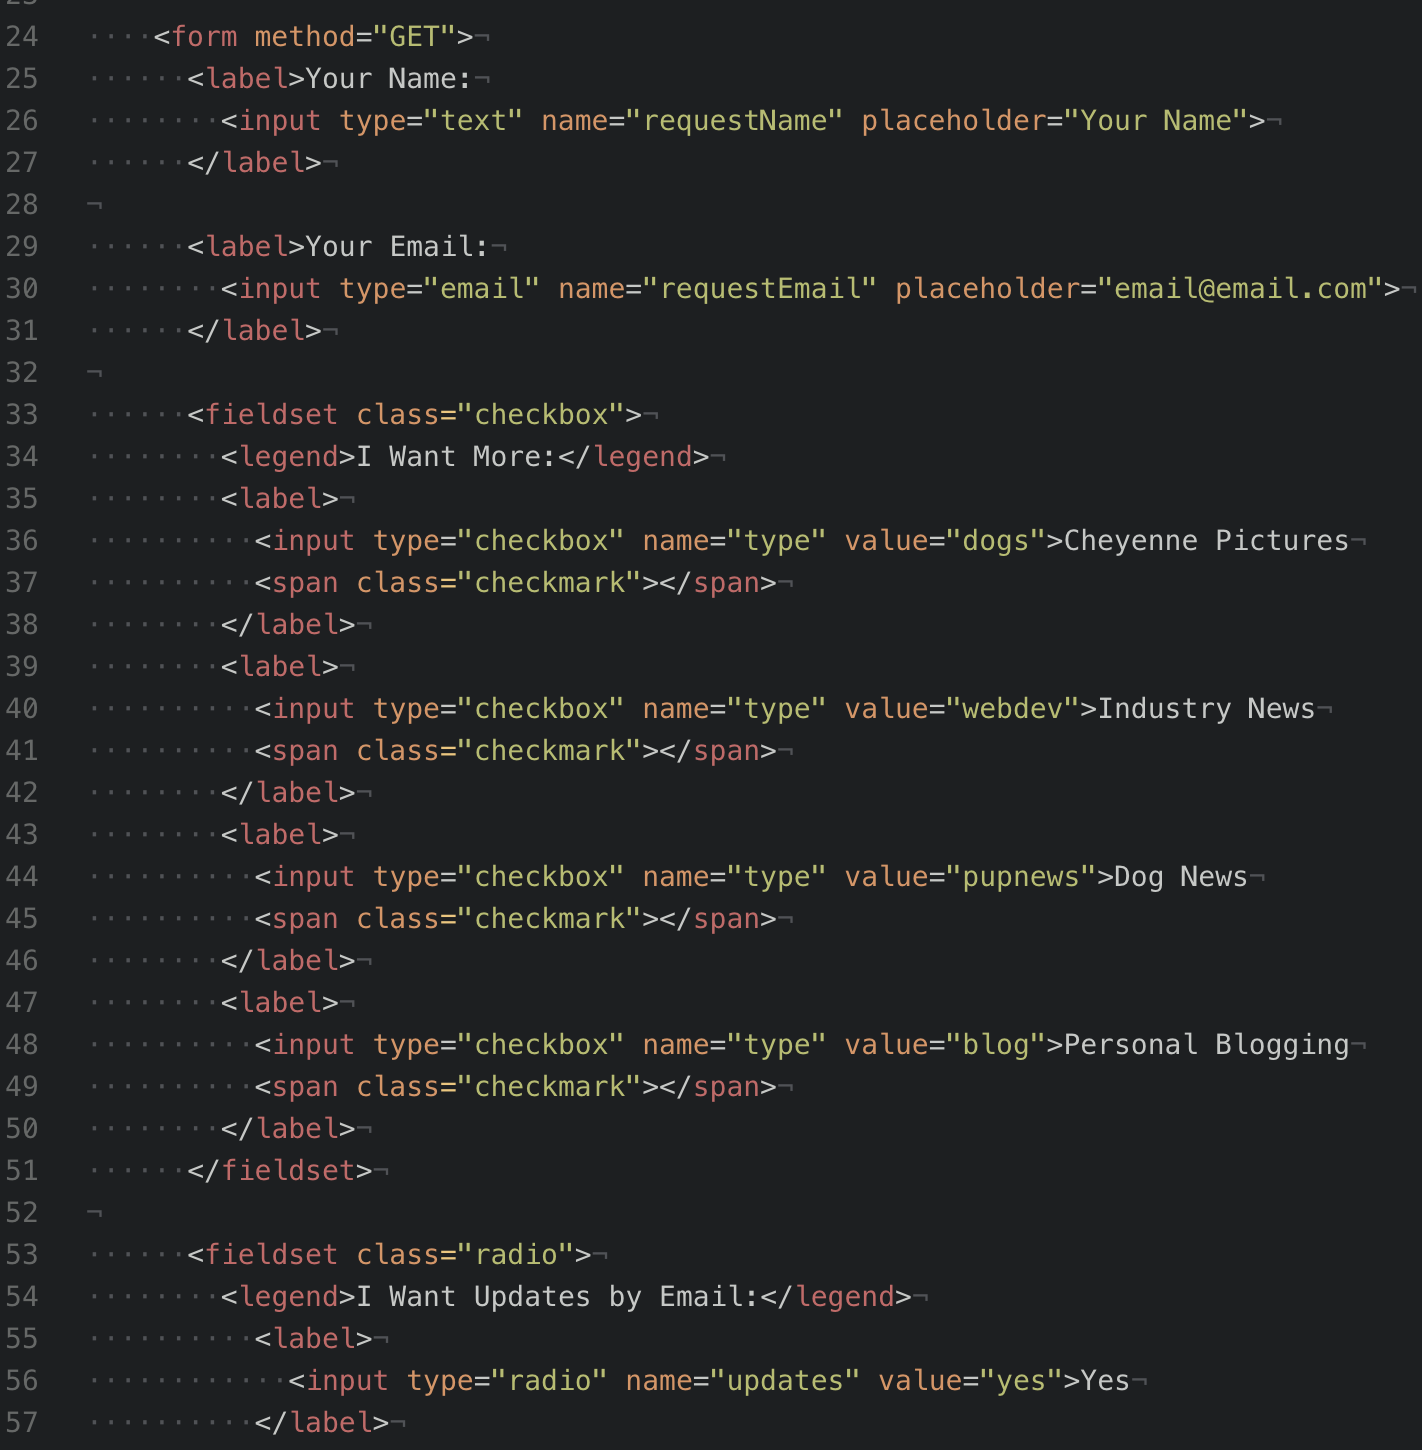 23
24 ····<form method="GET">¬
25 ······<label>Your Name:¬
26 ········<input type="text" name="requestName" placeholder="Your Name">¬
27 ······</label>¬
28 ¬
29 ······<label>Your Email:¬
30 ········<input type="email" name="requestEmail" placeholder="email@email.com">¬
31 ······</label>¬
32 ¬
33 ······<fieldset class="checkbox">¬
34 ········<legend>I Want More:</legend>¬
35 ········<label>¬
36 ··········<input type="checkbox" name="type" value="dogs">Cheyenne Pictures¬
37 ··········<span class="checkmark"></span>¬
38 ········</label>¬
39 ········<label>¬
40 ··········<input type="checkbox" name="type" value="webdev">Industry News¬
41 ··········<span class="checkmark"></span>¬
42 ········</label>¬
43 ········<label>¬
44 ··········<input type="checkbox" name="type" value="pupnews">Dog News¬
45 ··········<span class="checkmark"></span>¬
46 ········</label>¬
47 ········<label>¬
48 ··········<input type="checkbox" name="type" value="blog">Personal Blogging¬
49 ··········<span class="checkmark"></span>¬
50 ········</label>¬
51 ······</fieldset>¬
52 ¬
53 ······<fieldset class="radio">¬
54 ········<legend>I Want Updates by Email:</legend>¬
55 ··········<label>¬
56 ············<input type="radio" name="updates" value="yes">Yes¬
57 ··········</label>¬